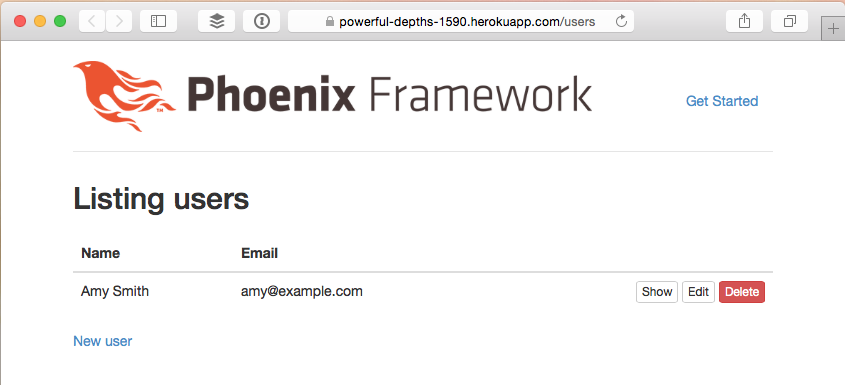 powerful-depths-1590.herokuapp.com/users
Phoenix Framework
TM
Get Started
Listing users
Name Email
Amy Smith amy@example.com Show Edit Delete
New user